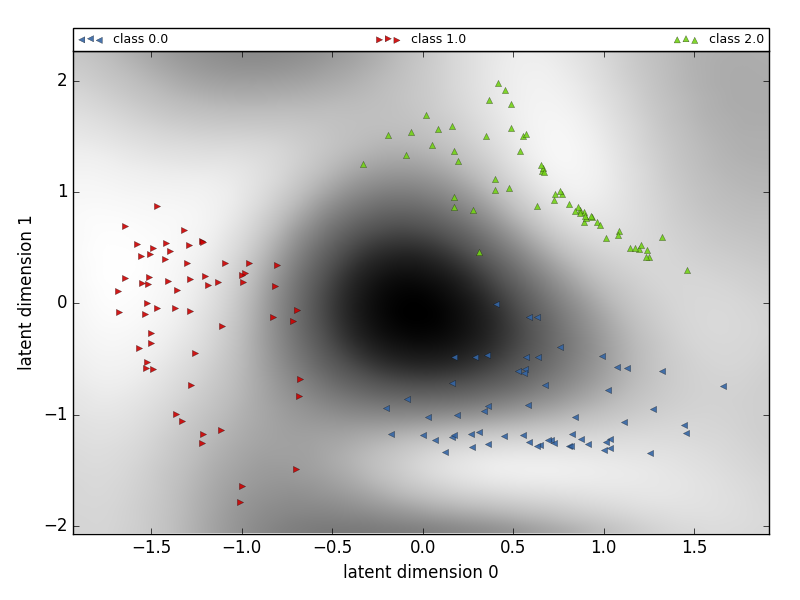 class 0.0 class 1.0 class 2.0
2
1
0
−1
−2
−1.5 −1.0 −0.5 0.0 0.5 1.0 1.5
latent dimension 0
latent dimension 1